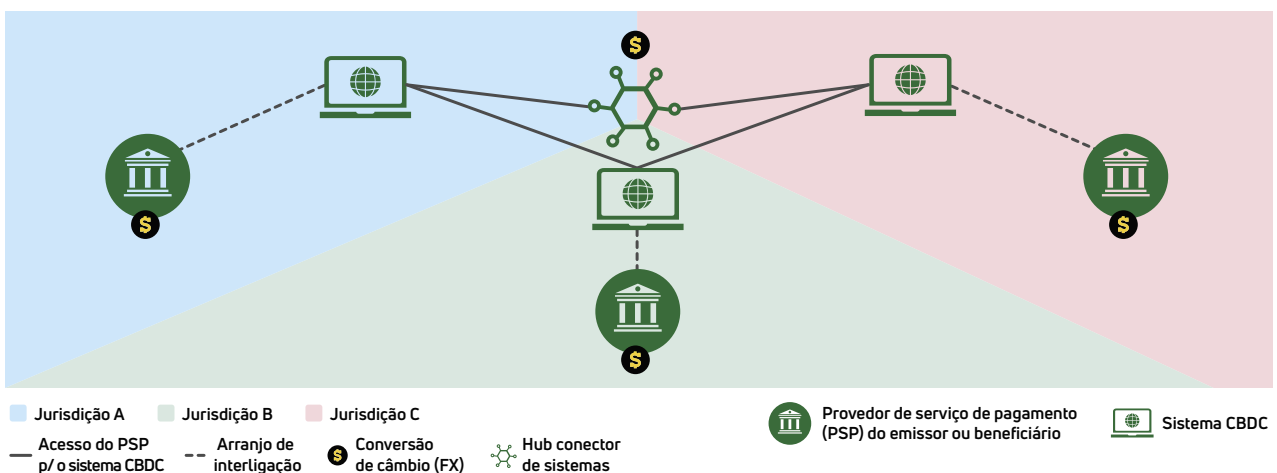 $
$
$
$
Jurisdição A
Jurisdição B
Jurisdição C
Acesso do PSP
p/ o sistema CBDC
Arranjo de
interligação
$
Conversão
de câmbio (FX)
Hub conector
de sistemas
Provedor de serviço de pagamento
(PSP) do emissor ou beneficiário
Sistema CBDC